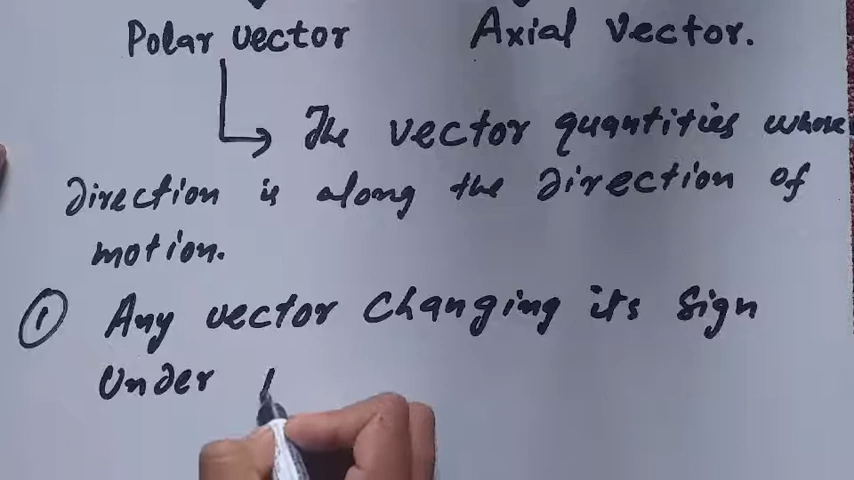 Polar vector Axial Vector.
The vector quantities whose
direction is along the direction of
motion.
① Any vector changing its sign
Under